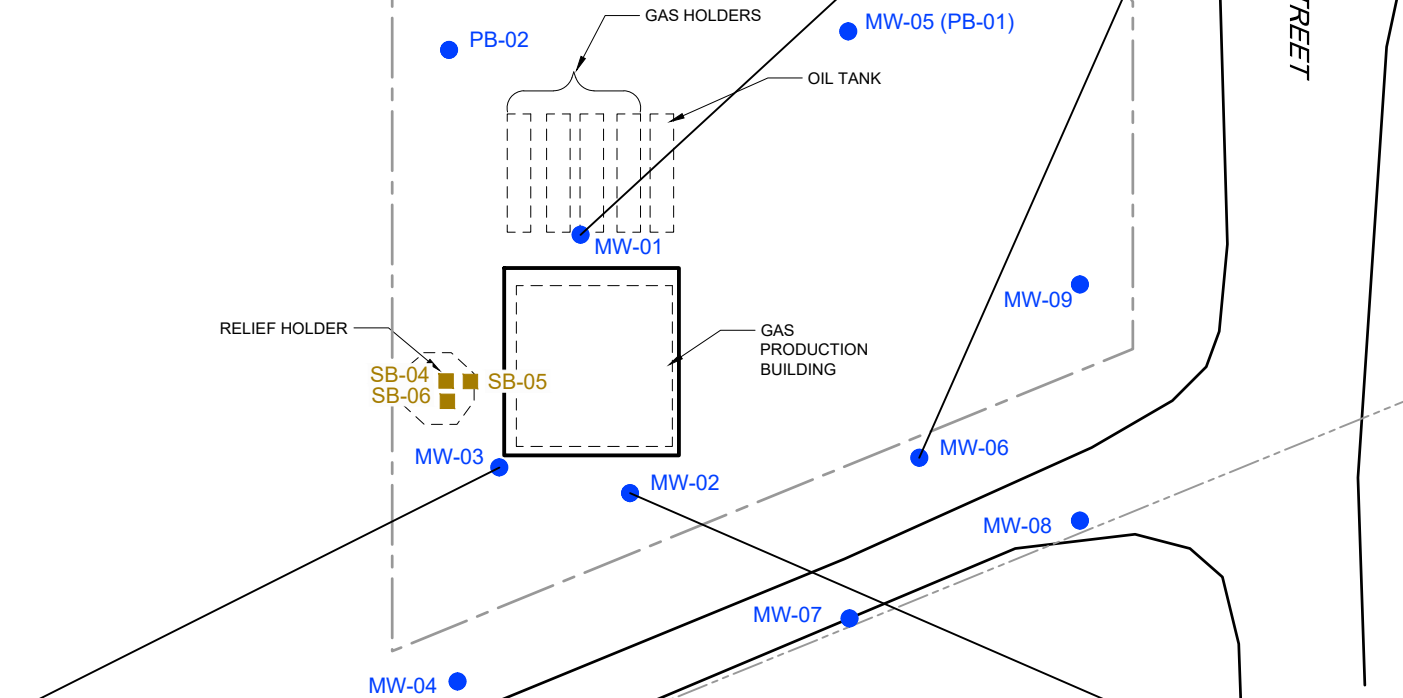 GAS HOLDERS
MW-05 (PB-01)
PB-02
TREET
OIL TANK
MW-01
MW-09
RELIEF HOLDER
GAS
PRODUCTION
BUILDING
SB-04
SB-05
SB-06
MW-03
MW-06
MW-02
MW-08
MW-07
MW-04